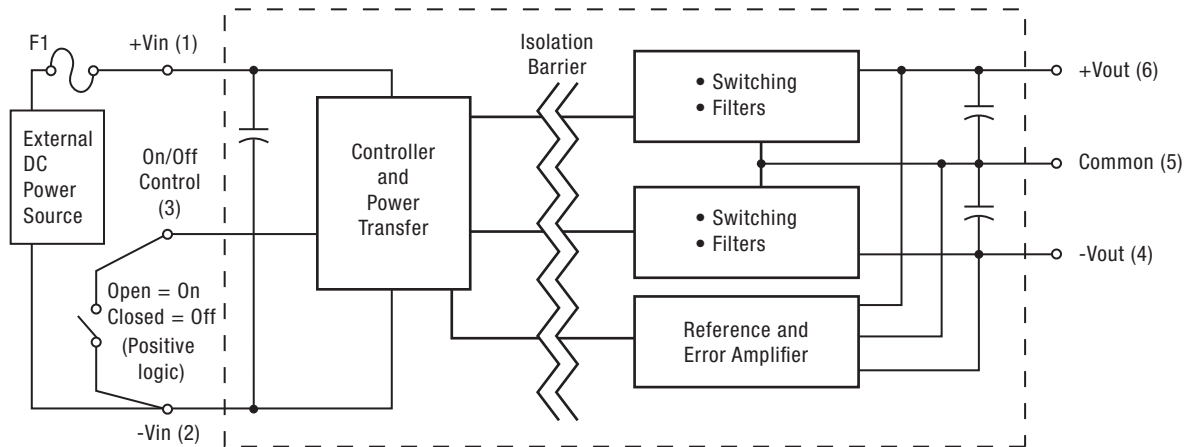 F1
+Vin (1)
External
DC
Power
Source
On/Off
Control
(3)
Open = On
Closed = Off
(Positive
logic)
-Vin (2)
Controller
and
Power
Transfer
Isolation
Barrier
• Switching
• Filters
• Switching
• Filters
Reference and
Error Amplifier
+Vout (6)
Common (5)
-Vout (4)